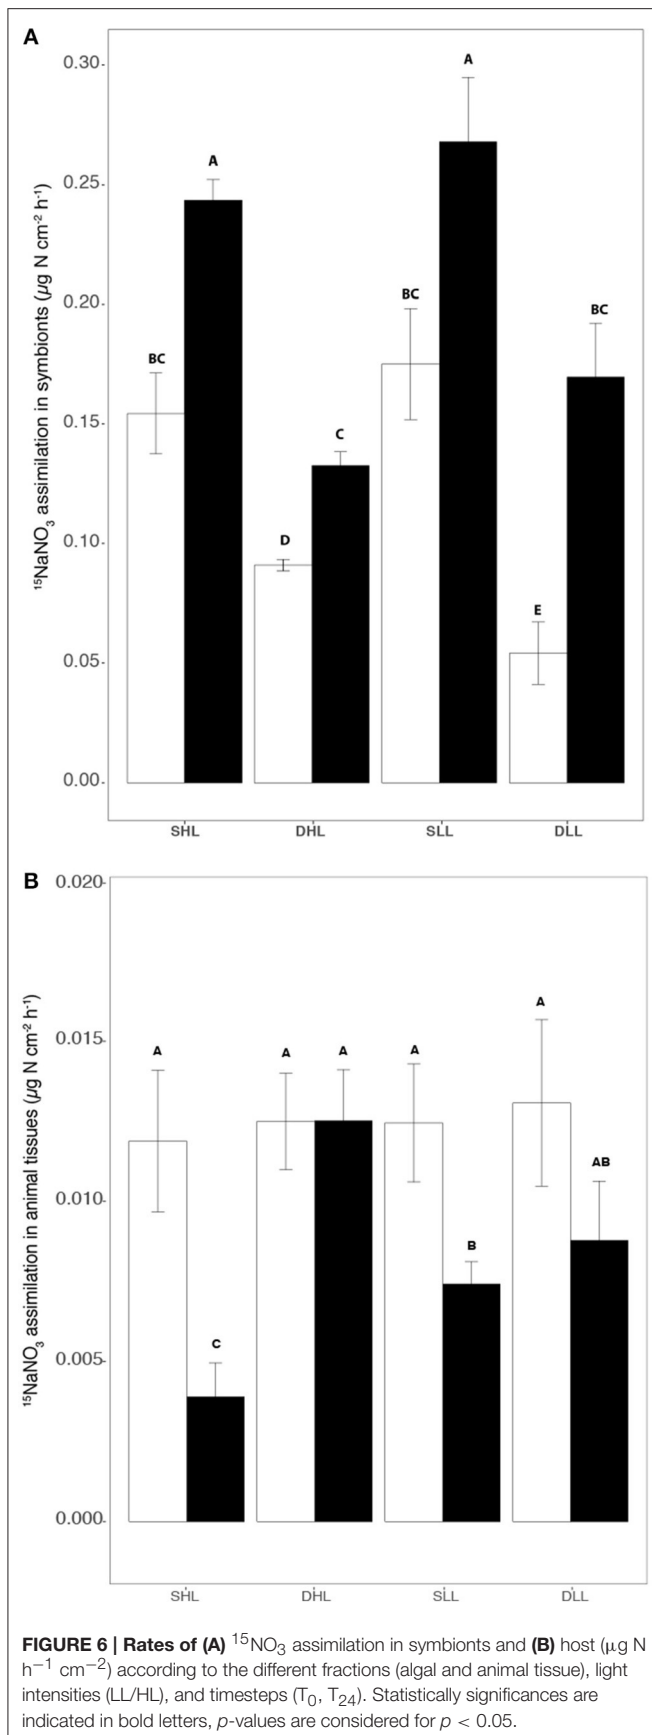 A
¹⁵NaNO₃ assimilation in symbionts (µg N cm⁻² h⁻¹)
0.30
0.25
0.20
0.15
0.10
0.05
0.00
BC
A
D
C
BC
A
E
BC
SHL
DHL
SLL
DLL
B
¹⁵NaNO₃ assimilation in animal tissues (µg N cm⁻² h⁻¹)
0.020
0.015
0.010
0.005
0.000
A
C
A
A
A
B
A
AB
SHL
DHL
SLL
DLL
FIGURE 6 | Rates of (A) ¹⁵NO₃ assimilation in symbionts and (B) host (µg N
h⁻¹ cm⁻²) according to the different fractions (algal and animal tissue), light
intensities (LL/HL), and timesteps (T₀, T₂₄). Statistically significances are
indicated in bold letters, p-values are considered for p < 0.05.